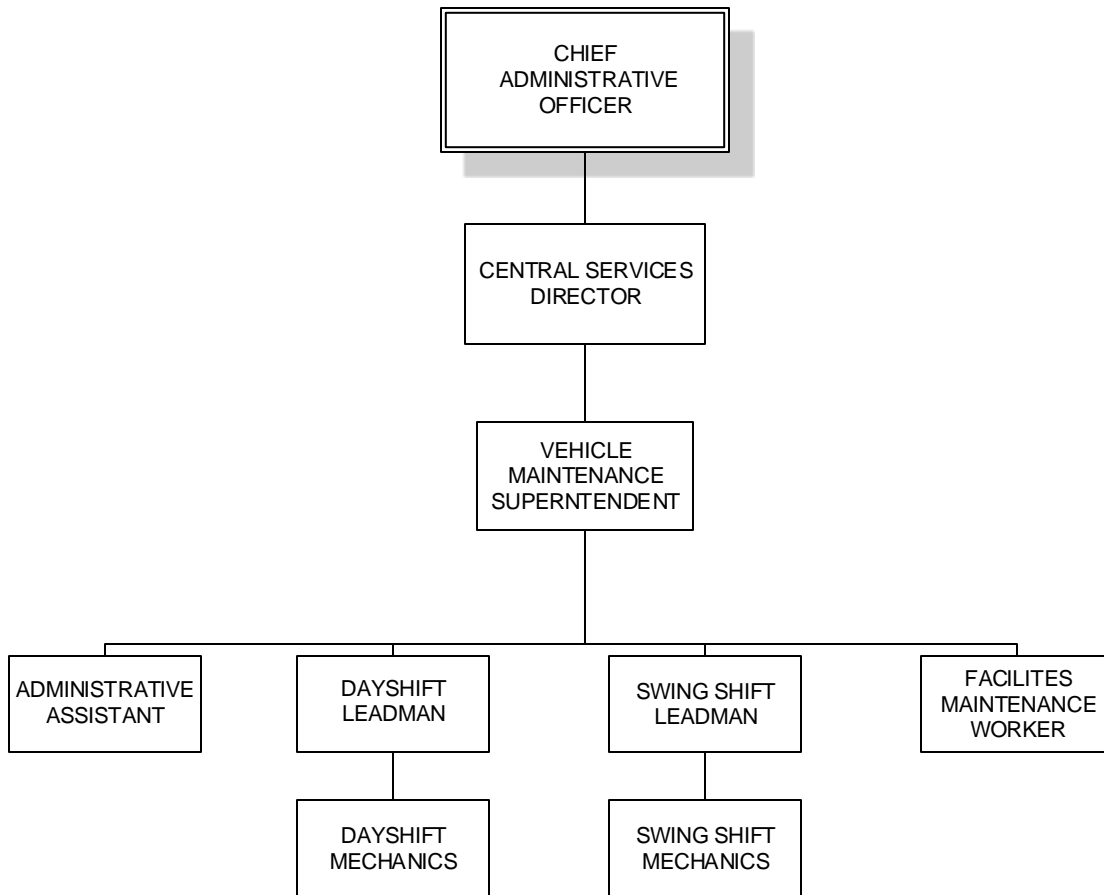 CHIEF
ADMINISTRATIVE
OFFICER
CENTRAL SERVICES
DIRECTOR
VEHICLE
MAINTENANCE
SUPERNTENDENT
ADMINISTRATIVE
ASSISTANT
DAYSHIFT
LEADMAN
SWING SHIFT
LEADMAN
FACILITES
MAINTENANCE
WORKER
DAYSHIFT
MECHANICS
SWING SHIFT
MECHANICS